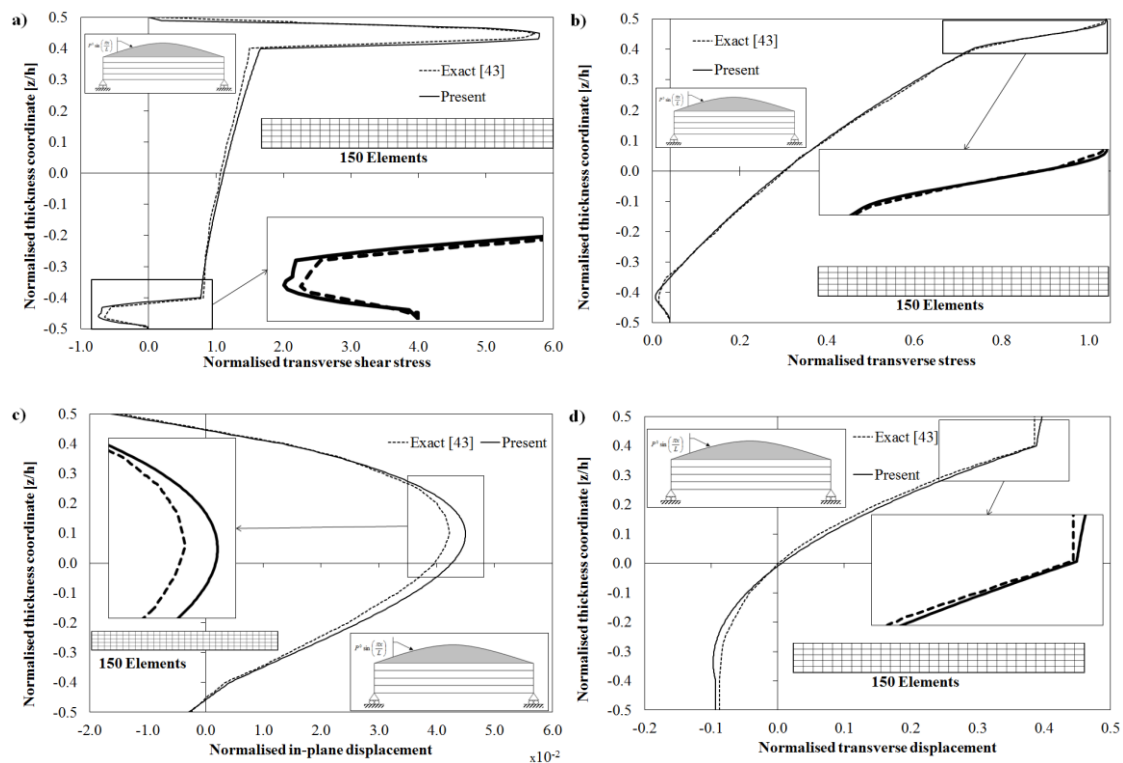 a)
Normalised thickness coordinate [z/h]
0.5
0.4
0.3
0.2
0.1
0.0
-0.1
-0.2
-0.3
-0.4
-0.5
-1.0 0.0 1.0 2.0 3.0 4.0 5.0 6.0
Normalised transverse shear stress
Exact [43]
Present
150 Elements
b)
Normalised thickness coordinate [z/h]
0.5
0.4
0.3
0.2
0.1
0.0
-0.1
-0.2
-0.3
-0.4
-0.5
0.2 0.4 0.6 0.8 1.0
Normalised transverse stress
Exact [43]
Present
150 Elements
c)
Normalised thickness coordinate [z/h]
0.5
0.4
0.3
0.2
0.1
0.0
-0.1
-0.2
-0.3
-0.4
-0.5
-2.0 0.0 2.0 4.0 6.0
Normalised in-plane displacement
x10⁻²
Exact [43] Present
150 Elements
d)
Normalised thickness coordinate [z/h]
0.5
0.4
0.3
0.2
0.1
0.0
-0.1
-0.2
-0.3
-0.4
-0.5
-0.2 -0.1 0.0 0.1 0.2 0.3 0.4 0.5
Normalised transverse displacement
Exact [43]
Present
150 Elements